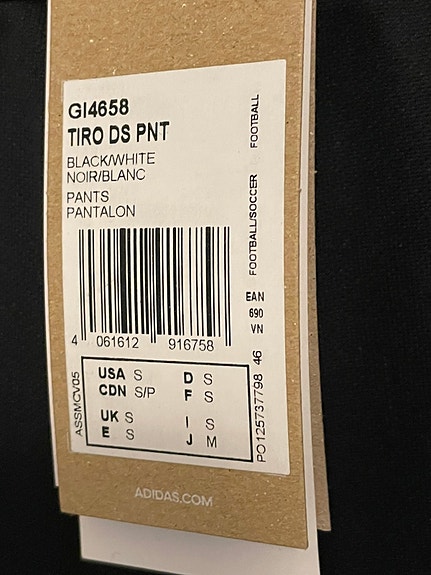 GI4658
TIRO DS PNT
BLACK/WHITE
NOIR/BLANC
PANTS
PANTALON
FOOTBALL/SOCCER FOOTBALL
EAN
690
VN
4 061612 916758
ASSMCV05
USA S D S
CDN S/P F S
UK S I S
E S J M
PO125737798 46
ADIDAS.COM